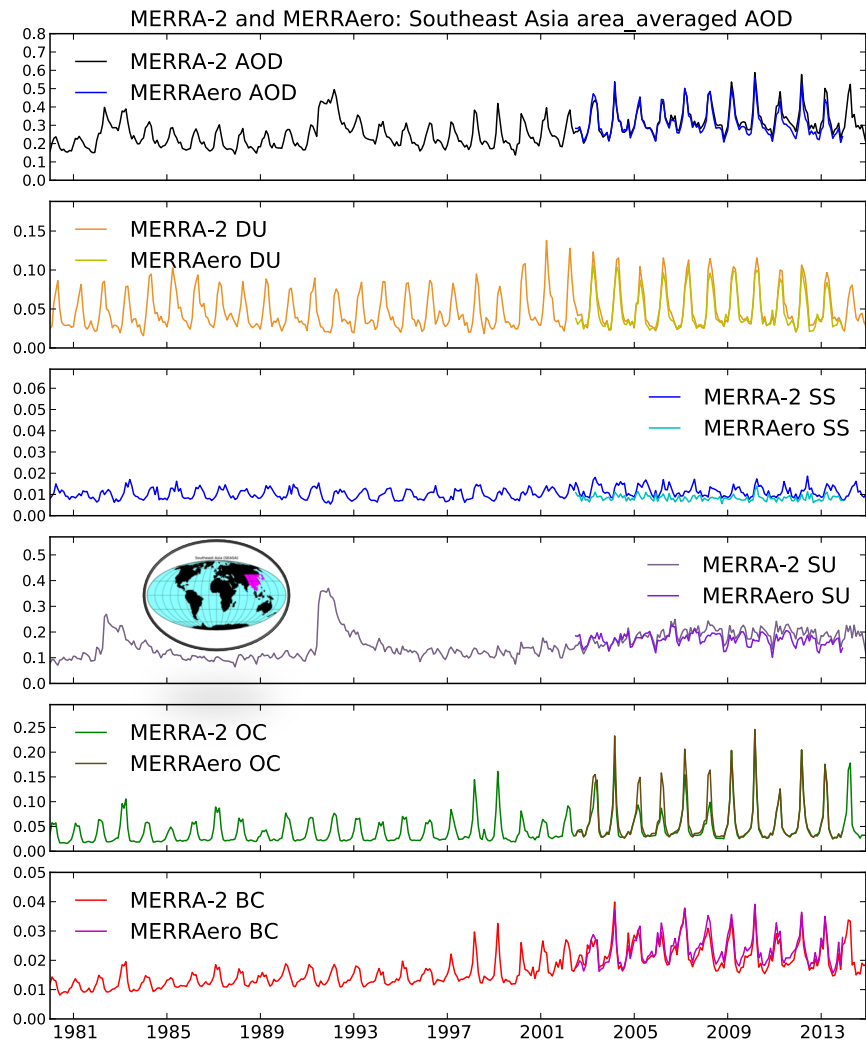 MERRA-2 and MERRAero: Southeast Asia area_averaged AOD
0.8
0.7
0.6
0.5
0.4
0.3
0.2
0.1
0.0
MERRA-2 AOD
MERRAero AOD
0.15
0.10
0.05
0.00
MERRA-2 DU
MERRAero DU
0.06
0.05
0.04
0.03
0.02
0.01
0.00
MERRA-2 SS
MERRAero SS
0.5
0.4
0.3
0.2
0.1
0.0
Southeast Asia (SEASIA)
MERRA-2 SU
MERRAero SU
0.25
0.20
0.15
0.10
0.05
0.00
MERRA-2 OC
MERRAero OC
0.05
0.04
0.03
0.02
0.01
0.00
MERRA-2 BC
MERRAero BC
1981 1985 1989 1993 1997 2001 2005 2009 2013